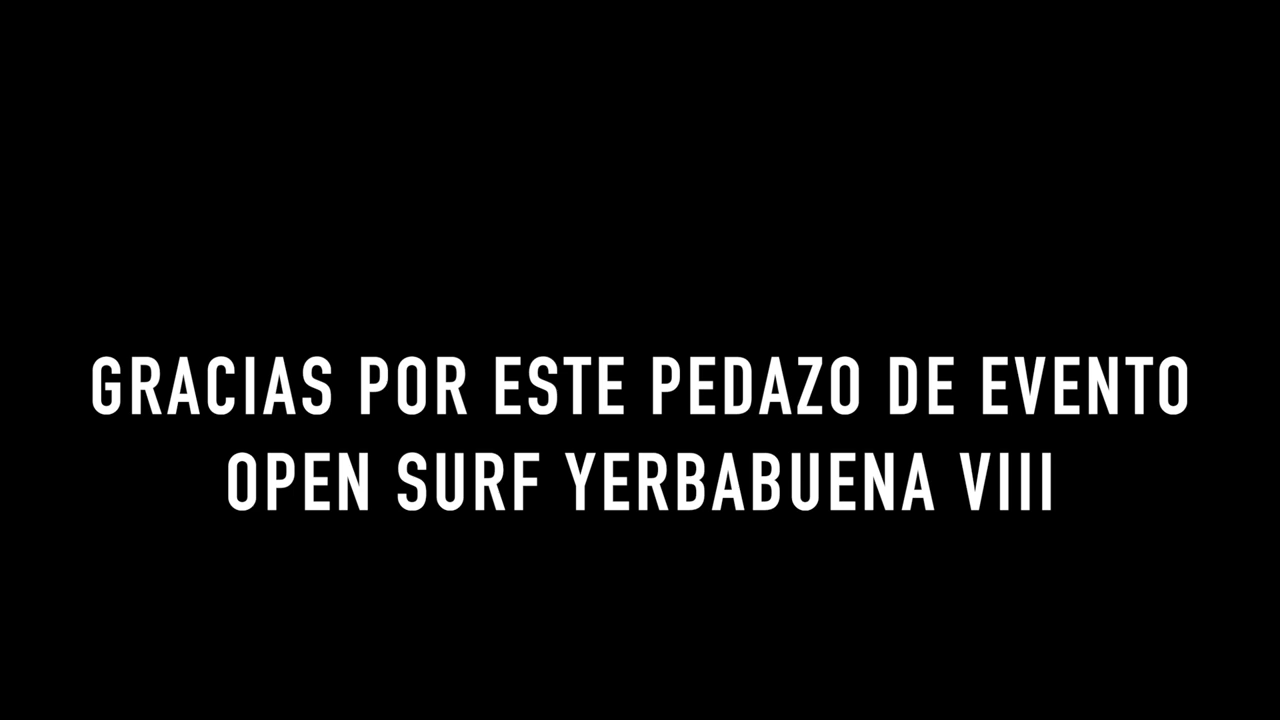 GRACIAS POR ESTE PEDAZO DE EVENTO
OPEN SURF YERBABUENA VIII